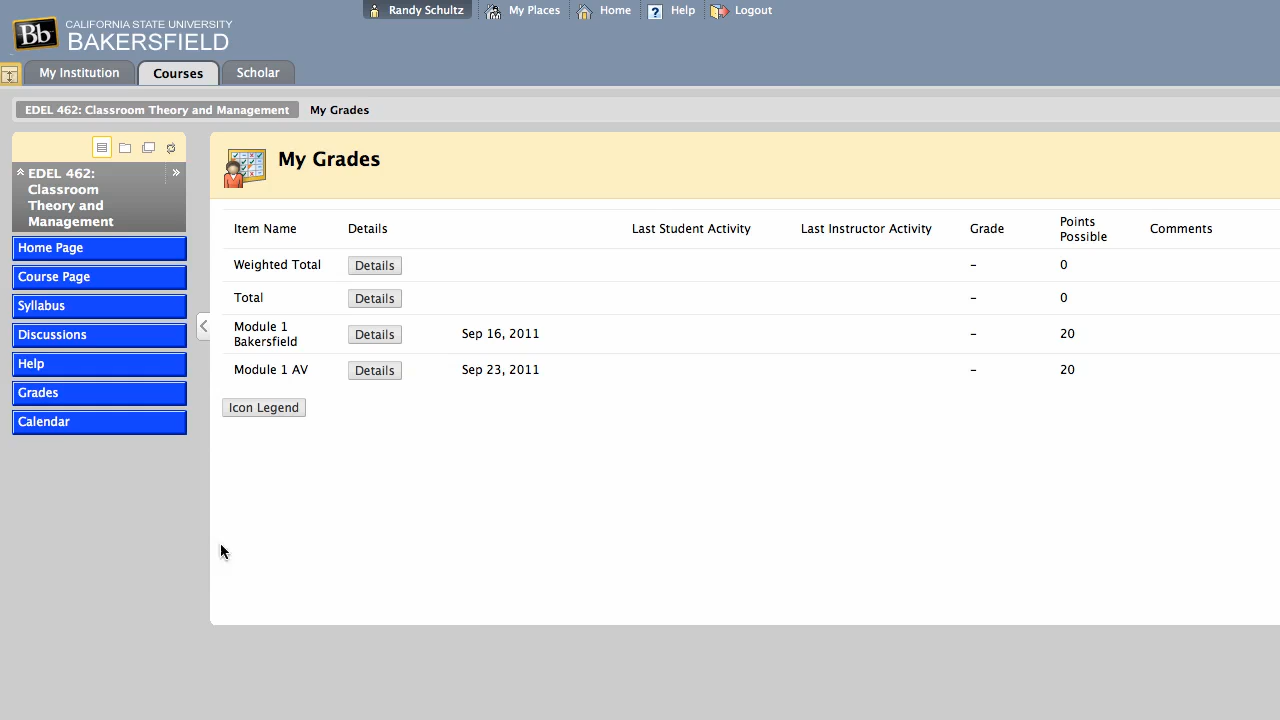 Randy Schultz My Places Home ? Help Logout
Bb CALIFORNIA STATE UNIVERSITY
BAKERSFIELD
My Institution Courses Scholar
EDEL 462: Classroom Theory and Management My Grades
EDEL 462:
Classroom
Theory and
Management
Home Page
Course Page
Syllabus
Discussions
Help
Grades
Calendar
My Grades
Item Name Details Last Student Activity Last Instructor Activity Grade Points
Possible Comments
Weighted Total Details – 0
Total Details – 0
Module 1
Bakersfield Details Sep 16, 2011 – 20
Module 1 AV Details Sep 23, 2011 – 20
Icon Legend